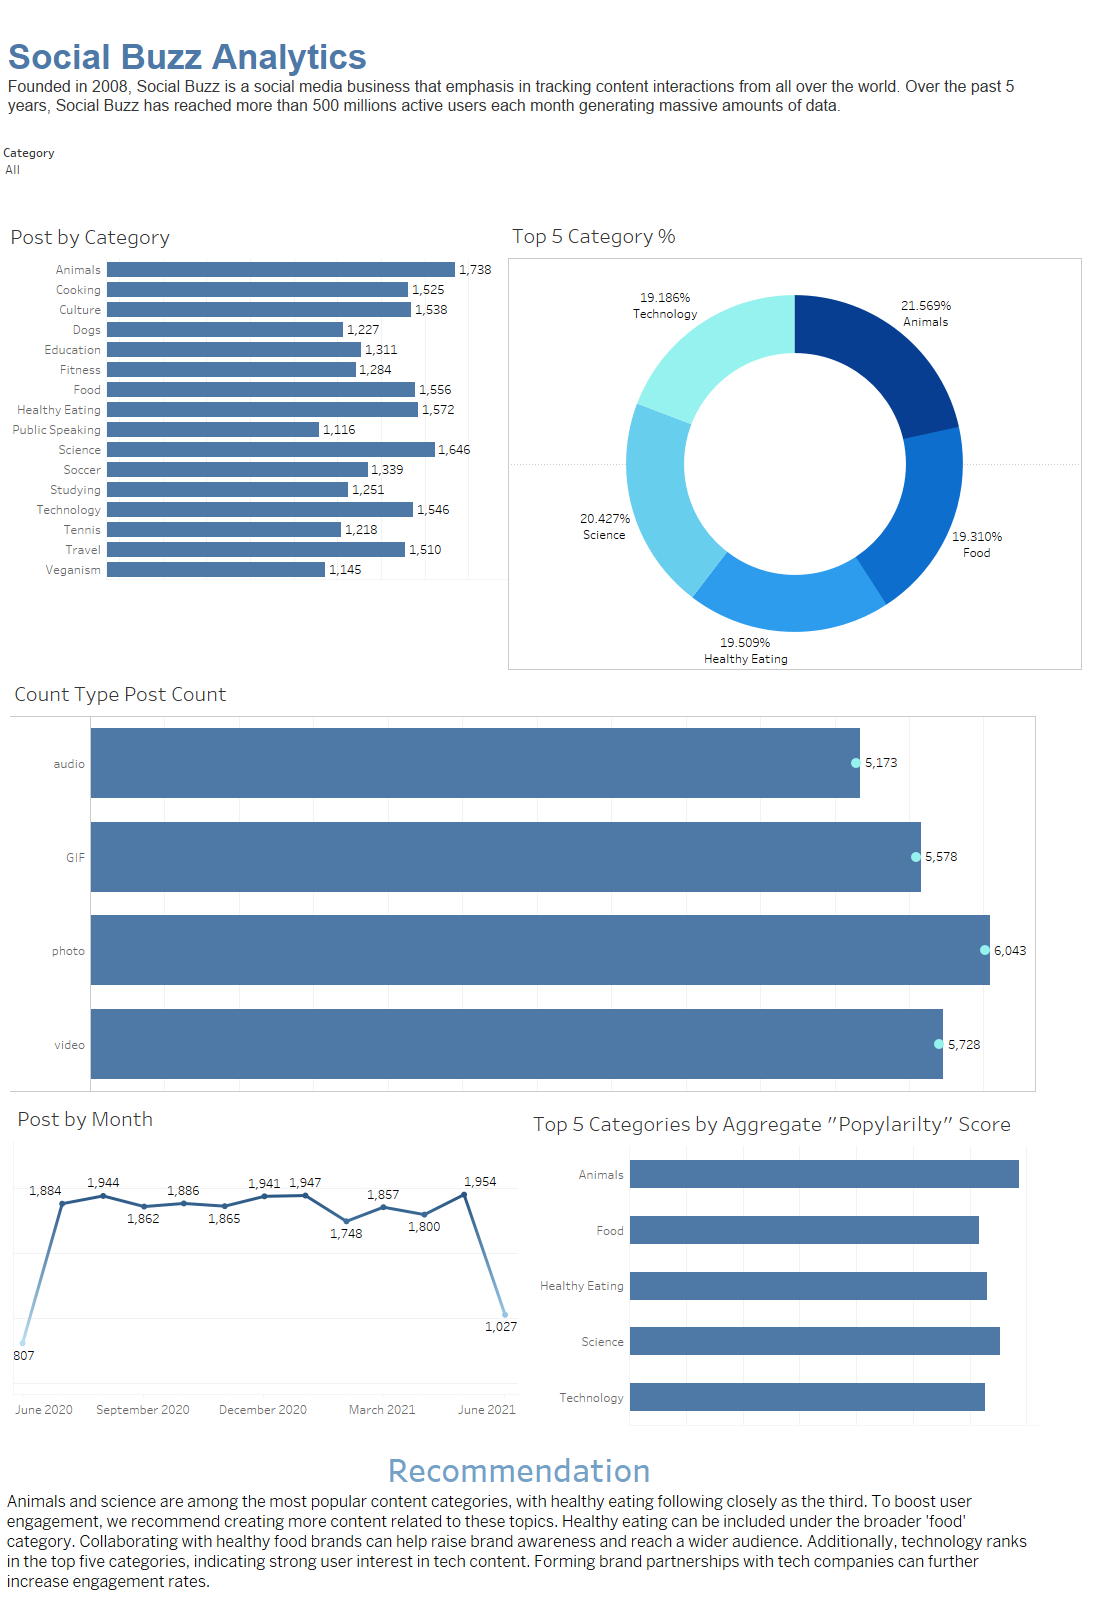 Social Buzz Analytics
Founded in 2008, Social Buzz is a social media business that emphasis in tracking content interactions from all over the world. Over the past 5
years, Social Buzz has reached more than 500 millions active users each month generating massive amounts of data.
Category
All
Post by Category
Animals 1,738
Cooking 1,525
Culture 1,538
Dogs 1,227
Education 1,311
Fitness 1,284
Food 1,556
Healthy Eating 1,572
Public Speaking 1,116
Science 1,646
Soccer 1,339
Studying 1,251
Technology 1,546
Tennis 1,218
Travel 1,510
Veganism 1,145
Top 5 Category %
19.186%
Technology
21.569%
Animals
20.427%
Science
19.310%
Food
19.509%
Healthy Eating
Count Type Post Count
audio 5,173
GIF 5,578
photo 6,043
video 5,728
Post by Month
807
1,884
1,944
1,862
1,886
1,865
1,941
1,947
1,748
1,857
1,800
1,954
1,027
June 2020 September 2020 December 2020 March 2021 June 2021
Top 5 Categories by Aggregate "Popylarilty" Score
Animals
Food
Healthy Eating
Science
Technology
Recommendation
Animals and science are among the most popular content categories, with healthy eating following closely as the third. To boost user
engagement, we recommend creating more content related to these topics. Healthy eating can be included under the broader 'food'
category. Collaborating with healthy food brands can help raise brand awareness and reach a wider audience. Additionally, technology ranks
in the top five categories, indicating strong user interest in tech content. Forming brand partnerships with tech companies can further
increase engagement rates.